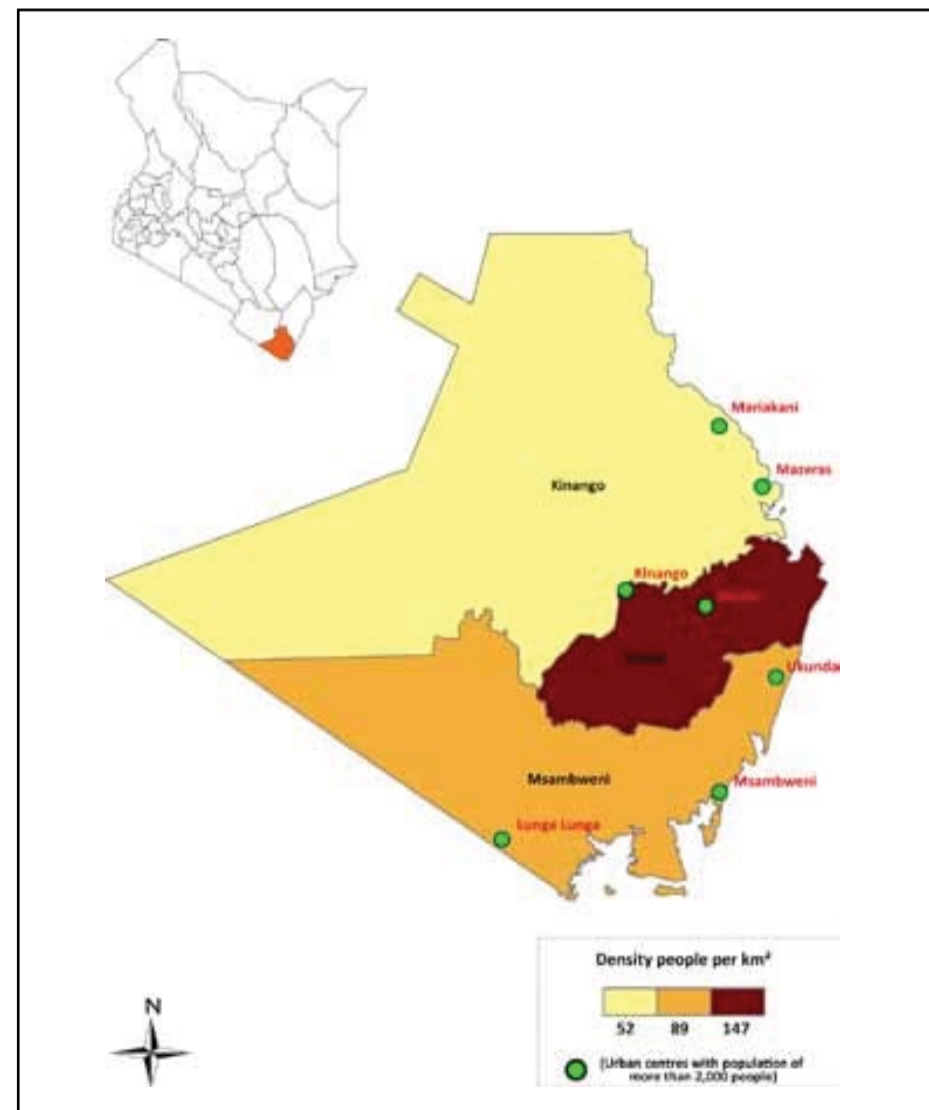 Mariakani
Mazeras
Kinango
Kinango
Ukunda
Msambweni
Msambweni
Lunga Lunga
Density people per km²
52 89 147
N
(Urban centres with population of
more than 2,000 people)